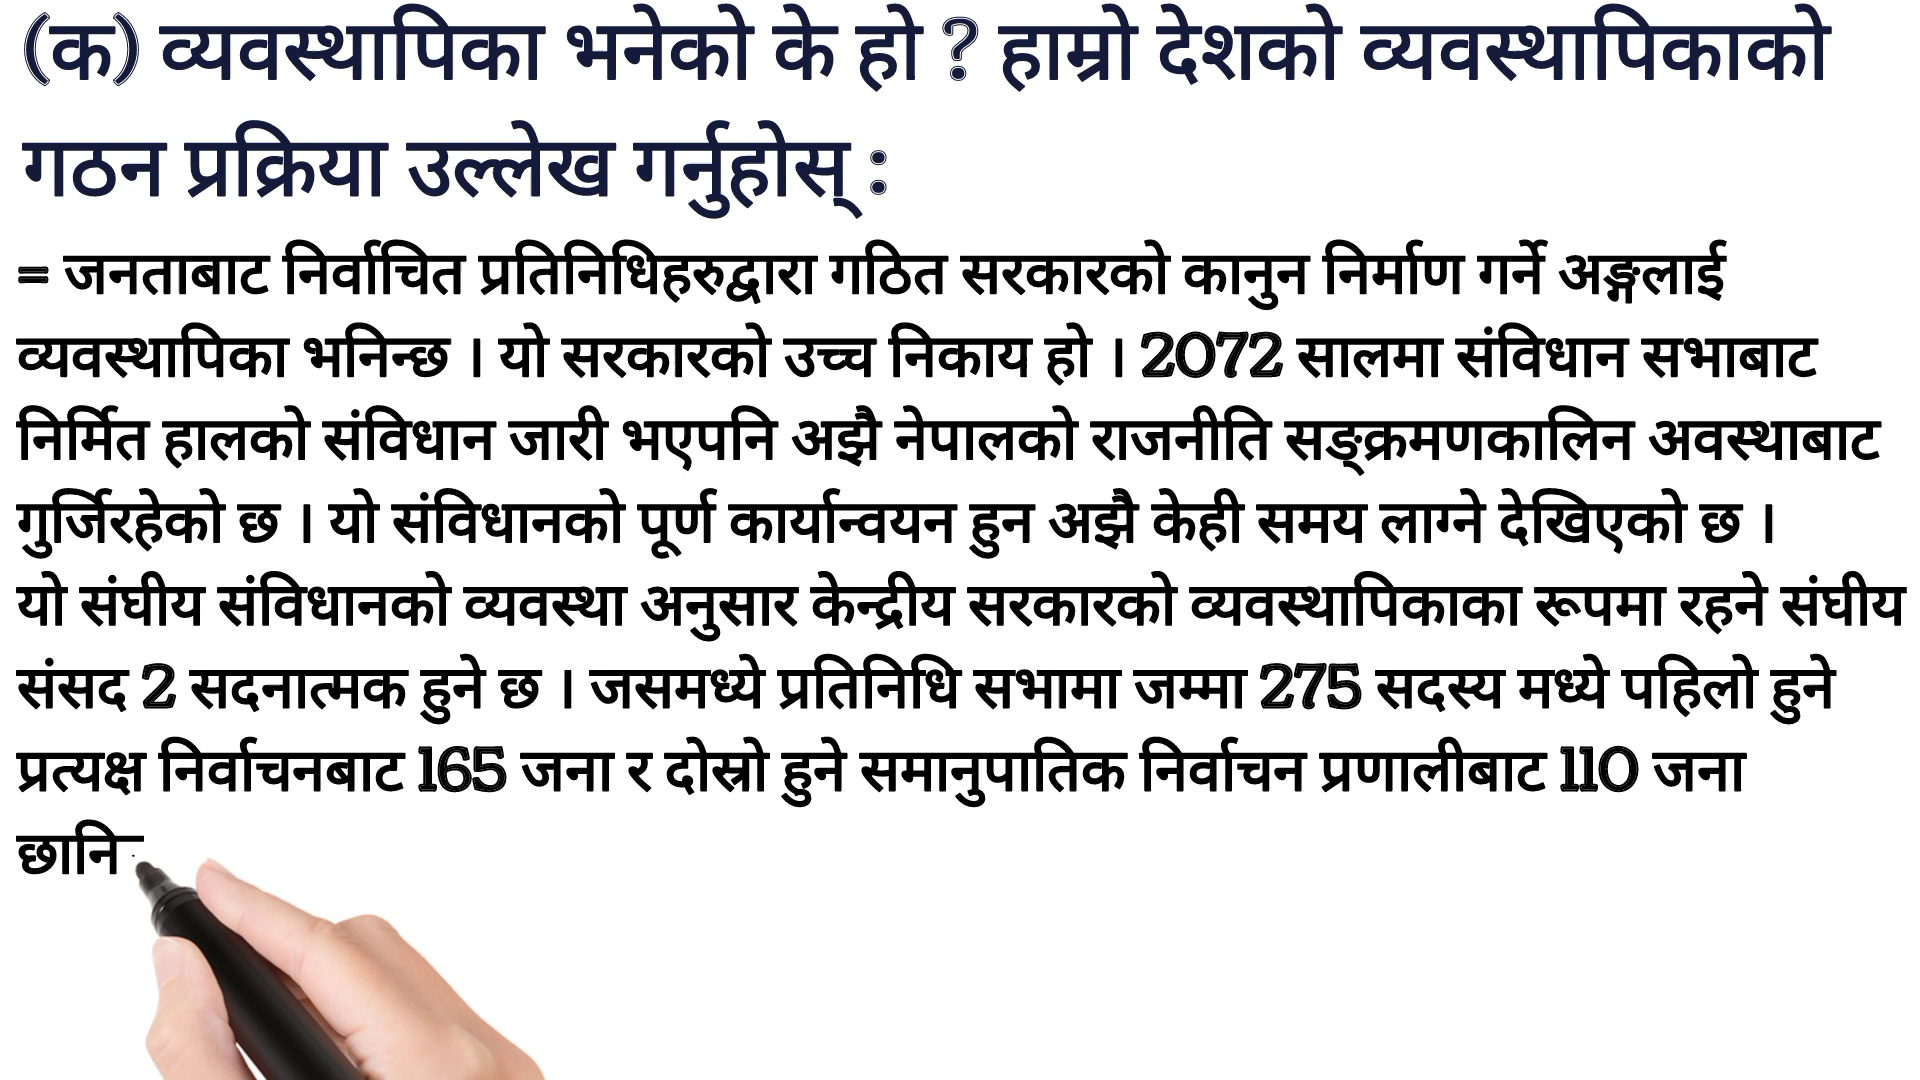 (क) व्यवस्थापिका भनेको के हो ? हाम्रो देशको व्यवस्थापिकाको
गठन प्रक्रिया उल्लेख गर्नुहोस् :
= जनताबाट निर्वाचित प्रतिनिधिहरुद्वारा गठित सरकारको कानुन निर्माण गर्ने अङ्गलाई
व्यवस्थापिका भनिन्छ । यो सरकारको उच्च निकाय हो । 2072 सालमा संविधान सभाबाट
निर्मित हालको संविधान जारी भएपनि अझै नेपालको राजनीति सङ्क्रमणकालिन अवस्थाबाट
गुर्जिरहेको छ । यो संविधानको पूर्ण कार्यान्वयन हुन अझै केही समय लाग्ने देखिएको छ ।
यो संघीय संविधानको व्यवस्था अनुसार केन्द्रीय सरकारको व्यवस्थापिकाका रूपमा रहने संघीय
संसद 2 सदनात्मक हुने छ । जसमध्ये प्रतिनिधि सभामा जम्मा 275 सदस्य मध्ये पहिलो हुने
प्रत्यक्ष निर्वाचनबाट 165 जना र दोस्रो हुने समानुपातिक निर्वाचन प्रणालीबाट 110 जना
छानि